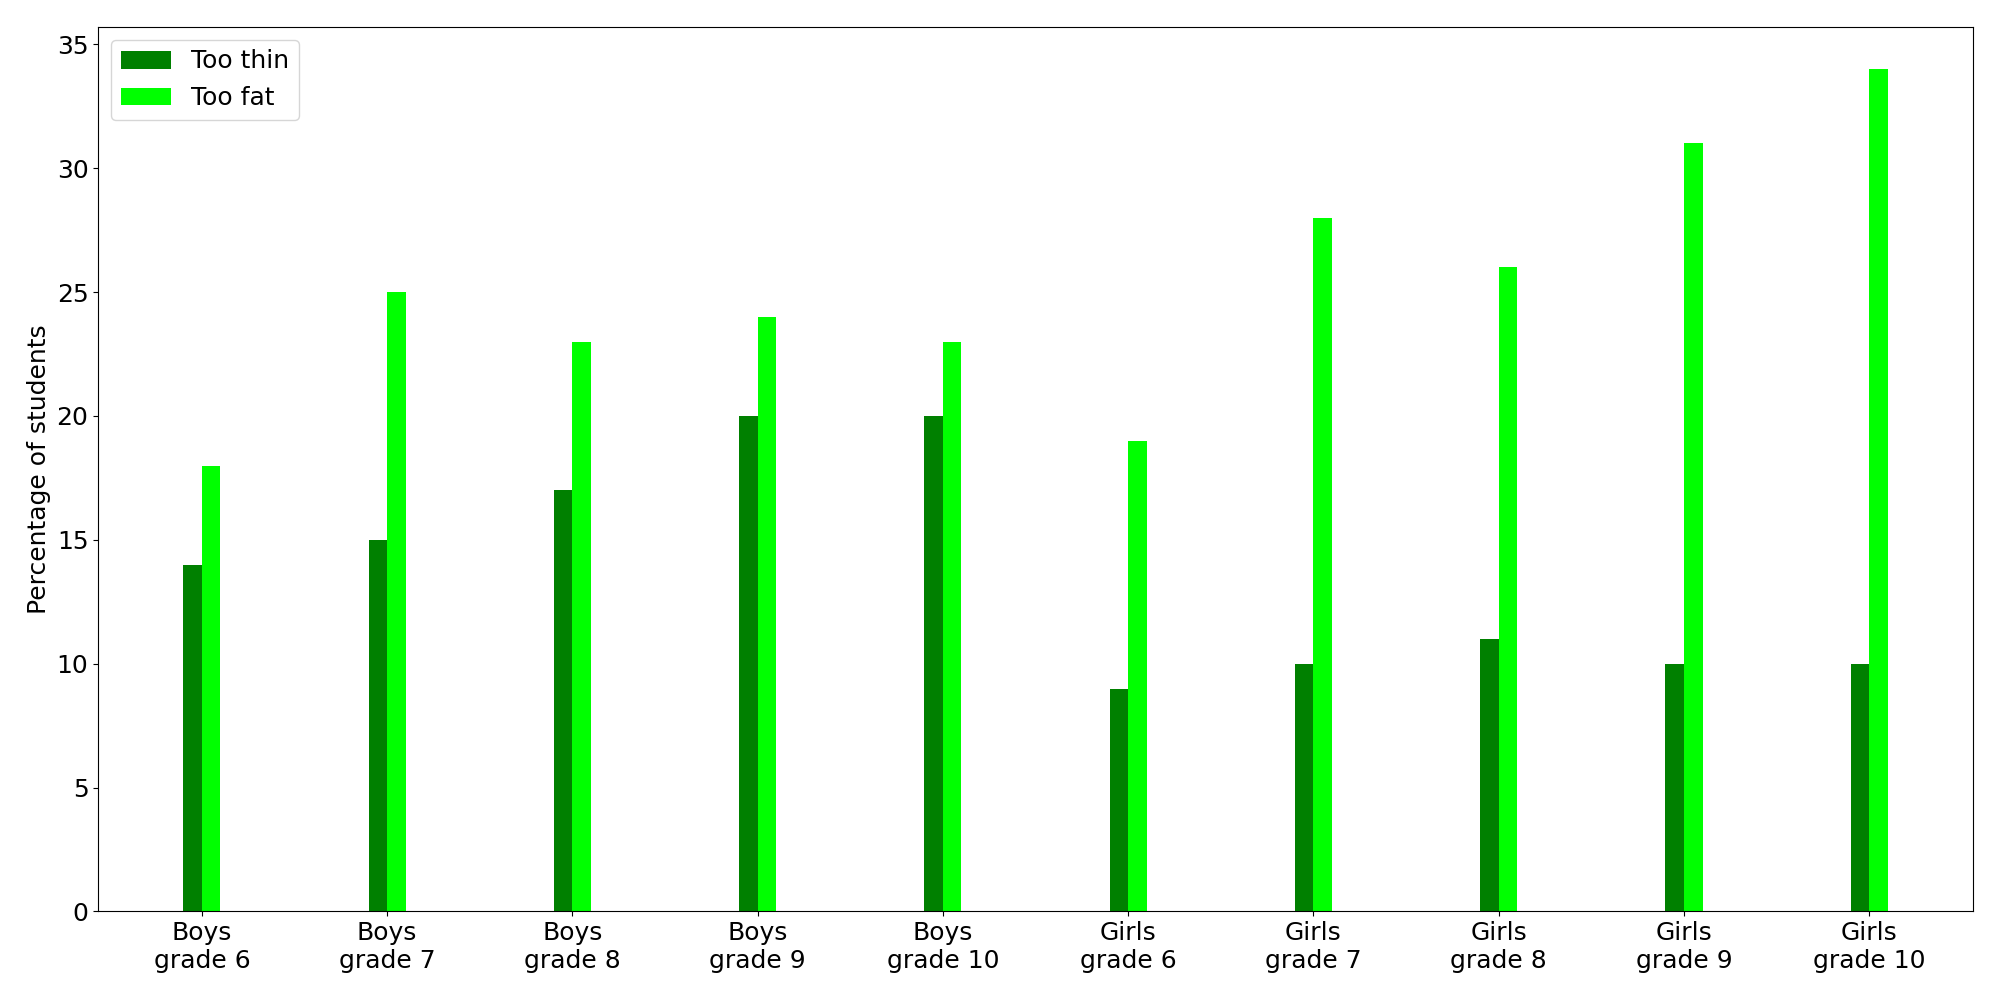 Too thin
Too fat
Percentage of students
35
30
25
20
15
10
5
0
Boys
grade 6
Boys
grade 7
Boys
grade 8
Boys
grade 9
Boys
grade 10
Girls
grade 6
Girls
grade 7
Girls
grade 8
Girls
grade 9
Girls
grade 10